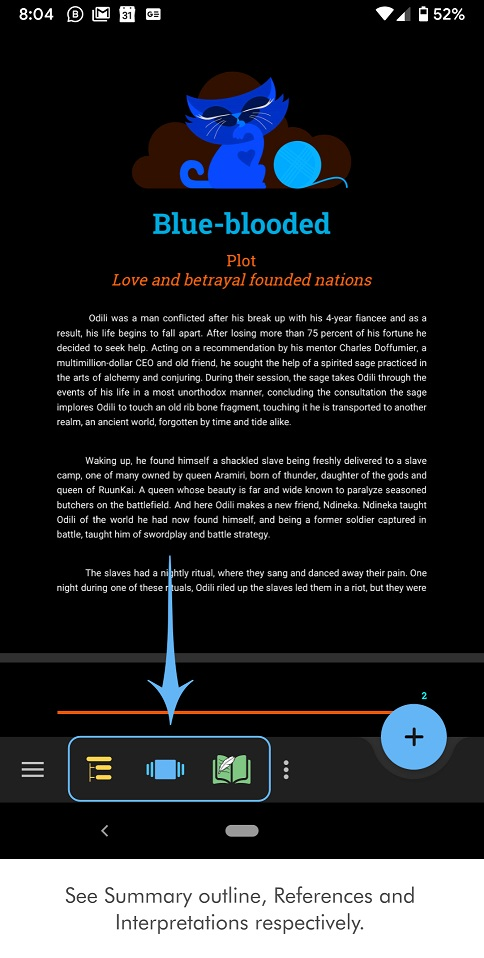 8:04 31 GE 52%
Blue-blooded
Plot
Love and betrayal founded nations
Odili was a man conflicted after his break up with his 4-year fiancee and as a
result, his life begins to fall apart. After losing more than 75 percent of his fortune he
decided to seek help. Acting on a recommendation by his mentor Charles Doffumier, a
multimillion-dollar CEO and old friend, he sought the help of a spirited sage practiced in
the arts of alchemy and conjuring. During their session, the sage takes Odili through the
events of his life in a most unorthodox manner, concluding the consultation the sage
implores Odili to touch an old rib bone fragment, touching it he is transported to another
realm, an ancient world, forgotten by time and tide alike.
Waking up, he found himself a shackled slave being freshly delivered to a slave
camp, one of many owned by queen Aramiri, born of thunder, daughter of the gods and
queen of RuunKai. A queen whose beauty is far and wide known to paralyze seasoned
butchers on the battlefield. And here Odili makes a new friend, Ndineka. Ndineka taught
Odili of the world he had now found himself, and being a former soldier captured in
battle, taught him of swordplay and battle strategy.
The slaves had a nightly ritual, where they sang and danced away their pain. One
night during one of these rituals, Odili riled up the slaves led them in a riot, but they were
2
See Summary outline, References and
Interpretations respectively.